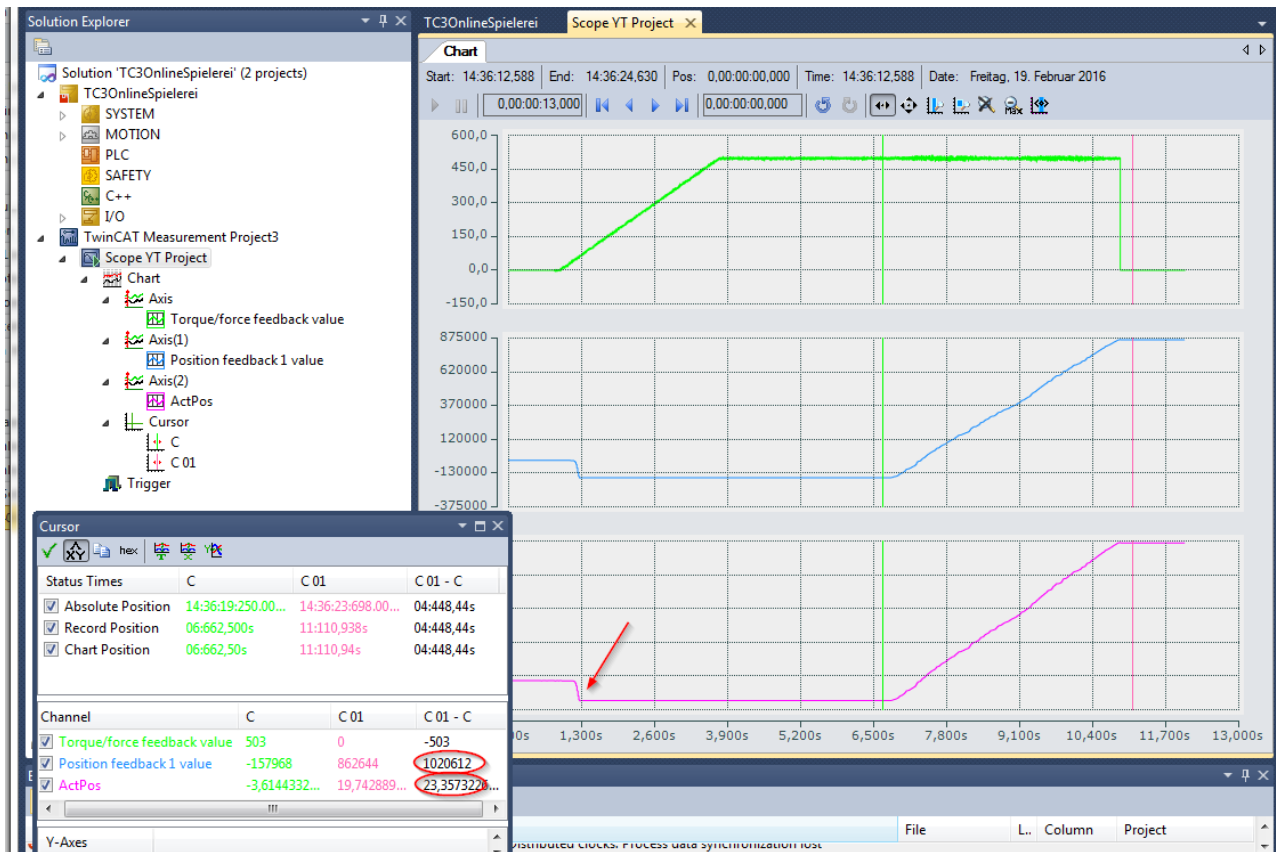 Solution Explorer
TC3OnlineSpielerei
Scope YT Project
Solution 'TC3OnlineSpielerei' (2 projects)
TC3OnlineSpielerei
SYSTEM
MOTION
PLC
SAFETY
C++
I/O
TwinCAT Measurement Project3
Scope YT Project
Chart
Axis
Torque/force feedback value
Axis(1)
Position feedback 1 value
Axis(2)
ActPos
Cursor
C
C 01
Trigger
Chart
Start: 14:36:12,588 End: 14:36:24,630 Pos: 0,00:00:00,000 Time: 14:36:12,588 Date: Freitag, 19. Februar 2016
0,00:00:13,000 0,00:00:00,000 Max
600,0
450,0
300,0
150,0
0,0
-150,0
875000
620000
370000
120000
-130000
-375000
1,300s 2,600s 3,900s 5,200s 6,500s 7,800s 9,100s 10,400s 11,700s 13,000s
Cursor
hex
Status Times C C 01 C 01 - C
Absolute Position 14:36:19:250.00... 14:36:23:698.00... 04:448,44s
Record Position 06:662,500s 11:110,938s 04:448,44s
Chart Position 06:662,50s 11:110,94s 04:448,44s
Channel C C 01 C 01 - C
Torque/force feedback value 503 0 -503
Position feedback 1 value -157968 862644 1020612
ActPos -3,6144332... 19,742889... 23,3573226...
Y-Axes
File L.. Column Project
Distributed clocks: Process data synchronization lost